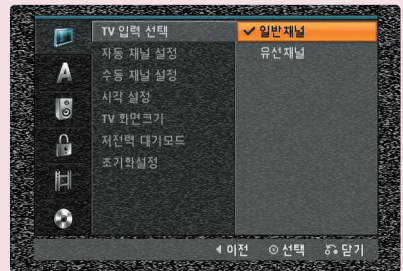 TV 입력 선택
✔ 일반채널
자동 채널 설정
유선채널
수동 채널 설정
시각 설정
TV 화면크기
저전력 대기모드
초기화설정
◀ 이전 ⊙ 선택 닫기